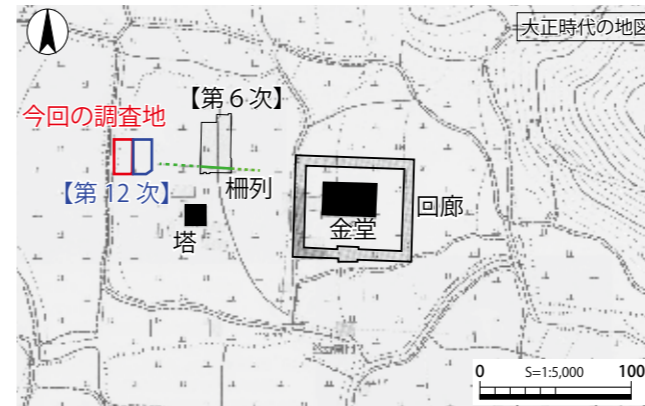 大正時代の地図
【第６次】
今回の調査地
【第 12 次】
柵列
塔
金堂
回廊
0 S=1:5,000 100